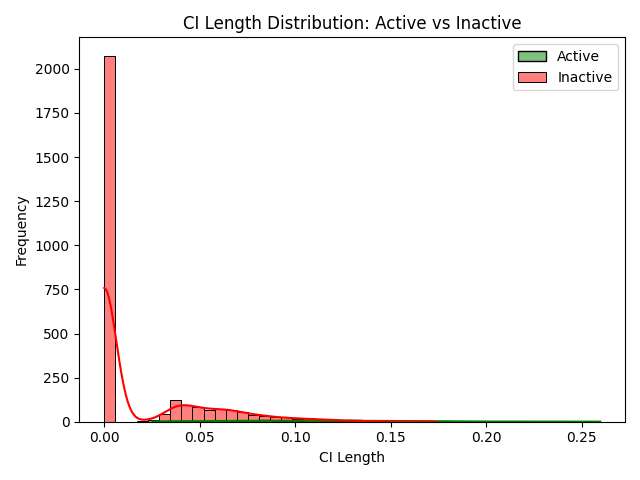 CI Length Distribution: Active vs Inactive
Active
Inactive
Frequency
2000
1750
1500
1250
1000
750
500
250
0
0.00 0.05 0.10 0.15 0.20 0.25
CI Length